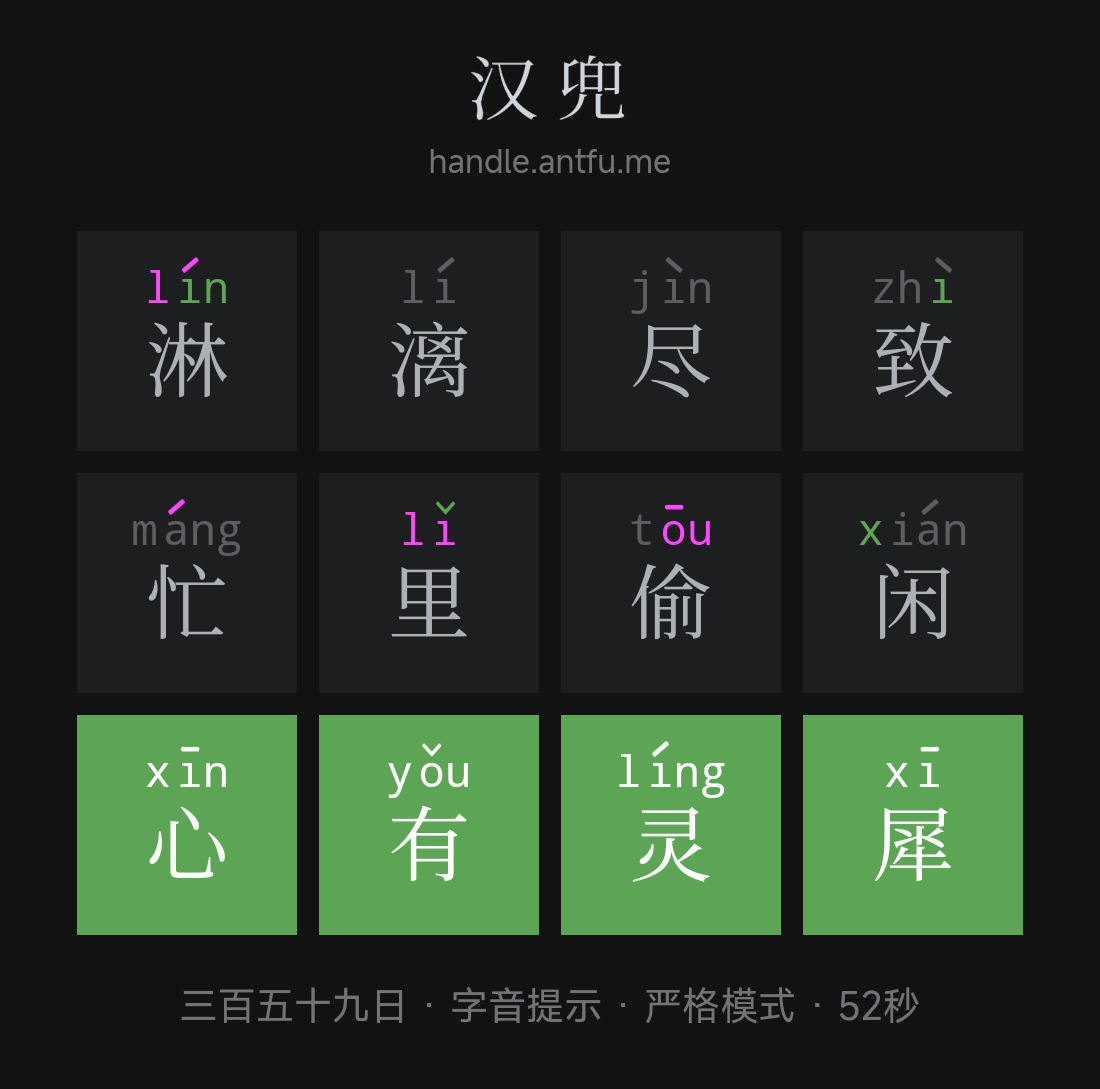 汉兜
handle.antfu.me
lín lí jìn zhì
淋 漓 尽 致
máng lǐ tōu xián
忙 里 偷 闲
xīn yǒu líng xī
心 有 灵 犀
三百五十九日 · 字音提示 · 严格模式 · 52秒